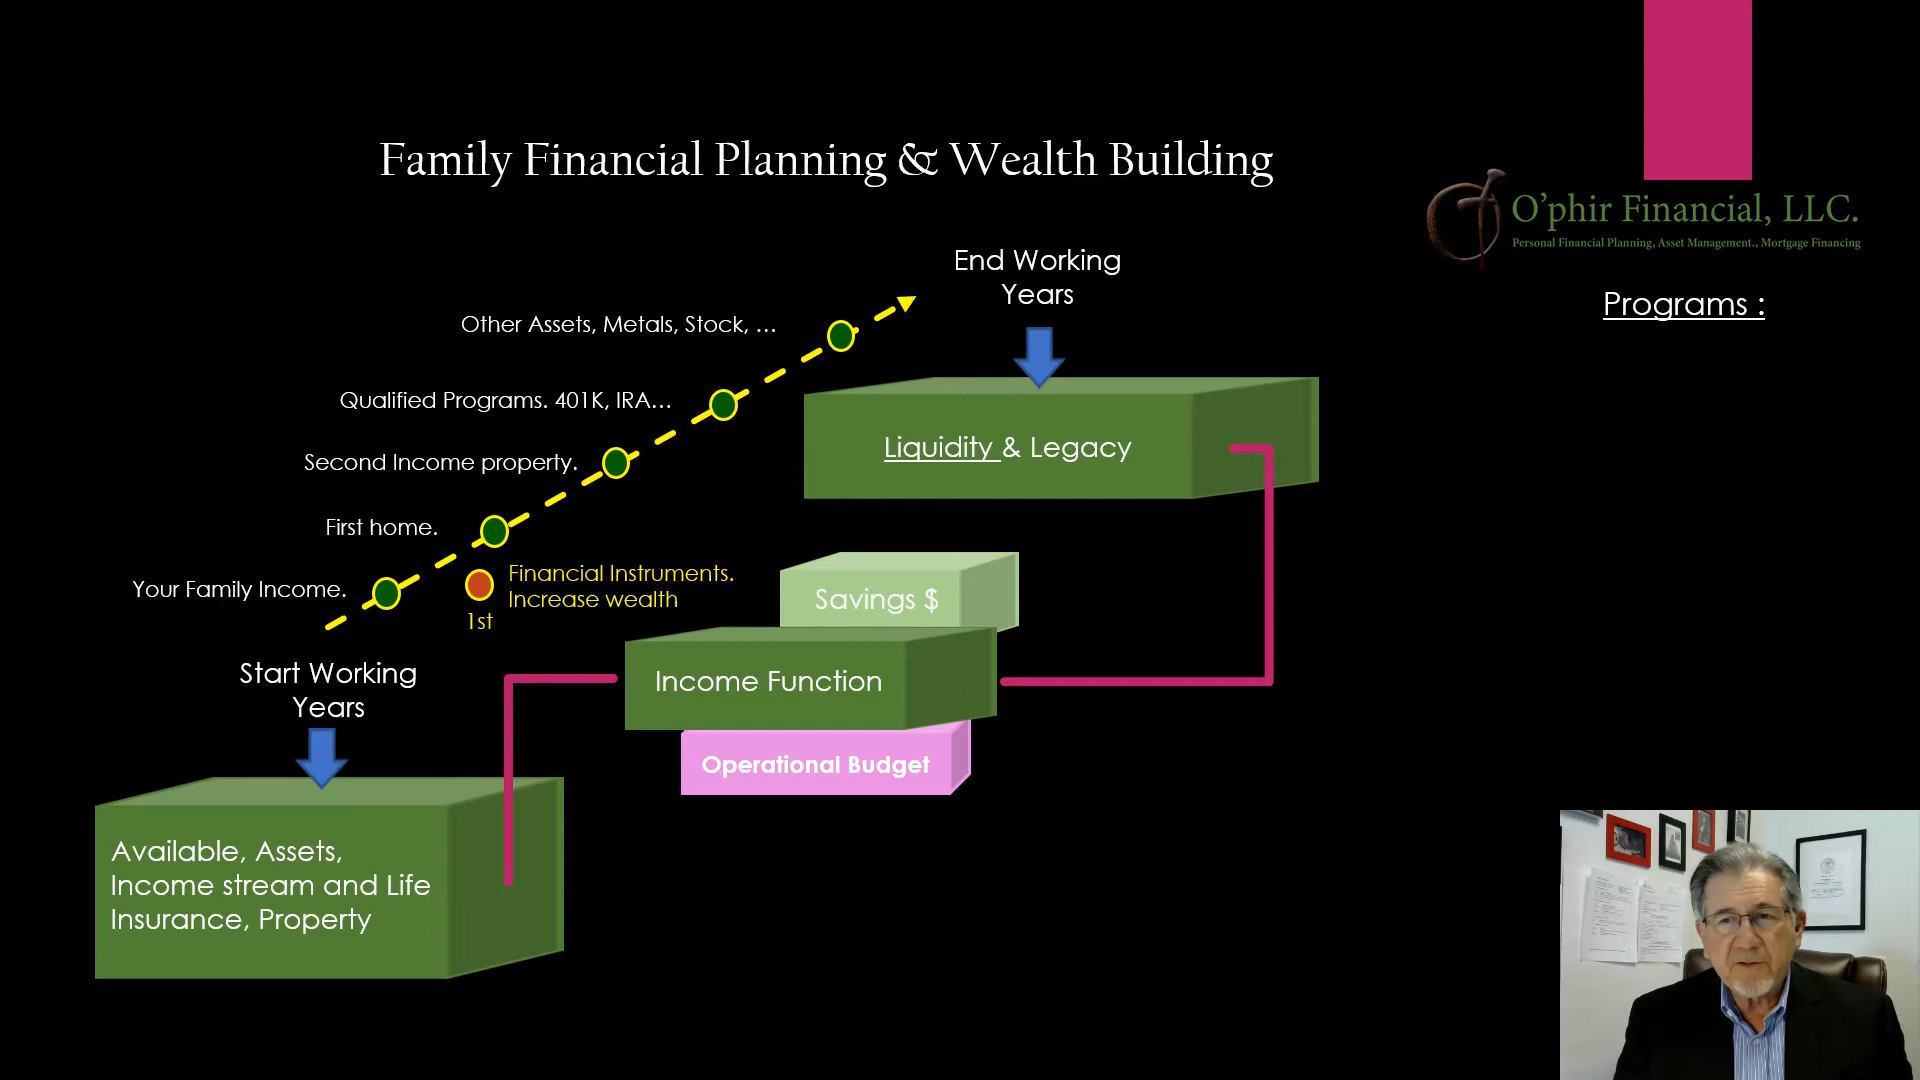 Family Financial Planning & Wealth Building
O'phir Financial, LLC.
Personal Financial Planning, Asset Management., Mortgage Financing
Programs :
End Working
Years
Other Assets, Metals, Stock, ...
Qualified Programs. 401K, IRA...
Second Income property.
First home.
Your Family Income.
Financial Instruments.
Increase wealth
1st
Liquidity & Legacy
Savings $
Income Function
Operational Budget
Start Working
Years
Available, Assets,
Income stream and Life
Insurance, Property